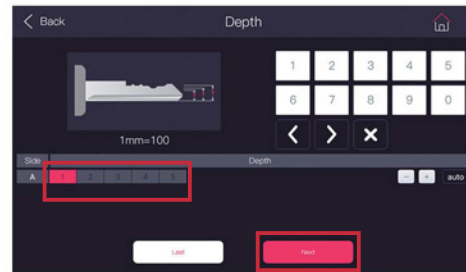 Back
Depth
1 2 3 4 5
6 7 8 9 0
1mm=100
Side Depth
A 1 2 3 4 5 - + auto
Last Next